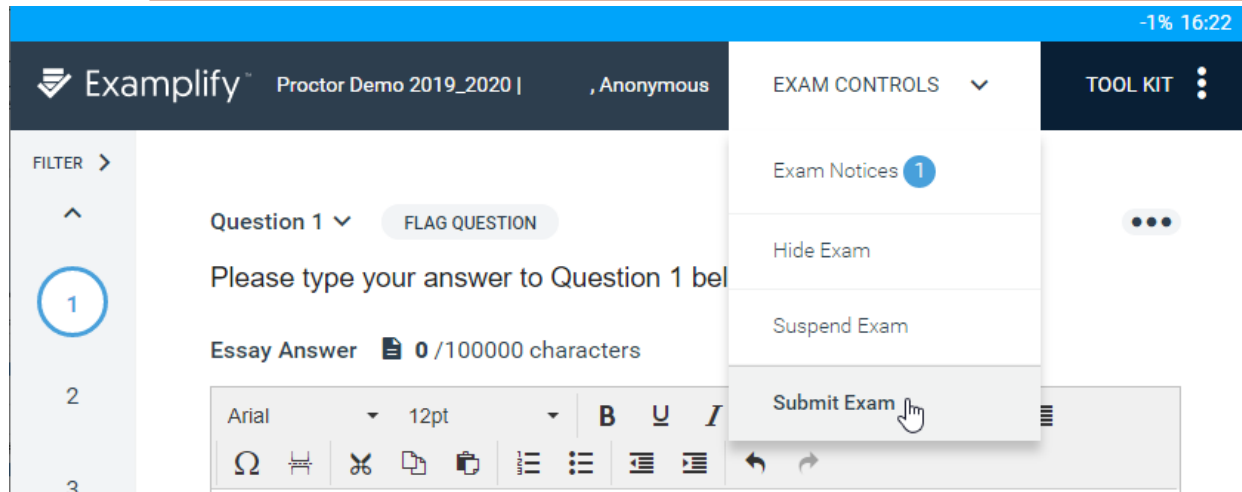 -1% 16:22
Examplify Proctor Demo 2019_2020 | , Anonymous EXAM CONTROLS TOOL KIT
FILTER
Exam Notices 1
Question 1 FLAG QUESTION
Hide Exam
Please type your answer to Question 1 bel
1
Suspend Exam
Essay Answer 0 /100000 characters
2
Submit Exam
Arial 12pt B U I
Ω
3